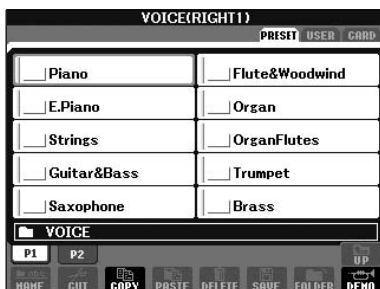 VOICE(RIGHT1)
PRESET USER CARD
Piano
Flute&Woodwind
E.Piano
Organ
Strings
OrganFlutes
Guitar&Bass
Trumpet
Saxophone
Brass
VOICE
P1 P2
UP
NAME CUT COPY PASTE DELETE SAVE FOLDER DEMO